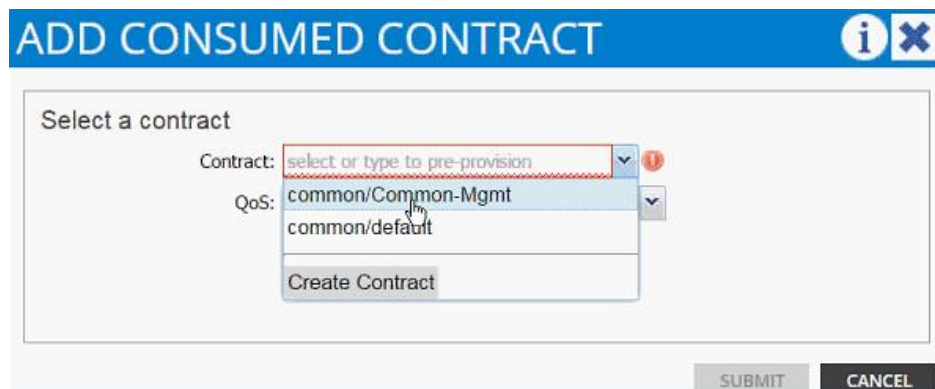 ADD CONSUMED CONTRACT
Select a contract
Contract: select or type to pre-provision
QoS:
common/Common-Mgmt
common/default
Create Contract
SUBMIT CANCEL